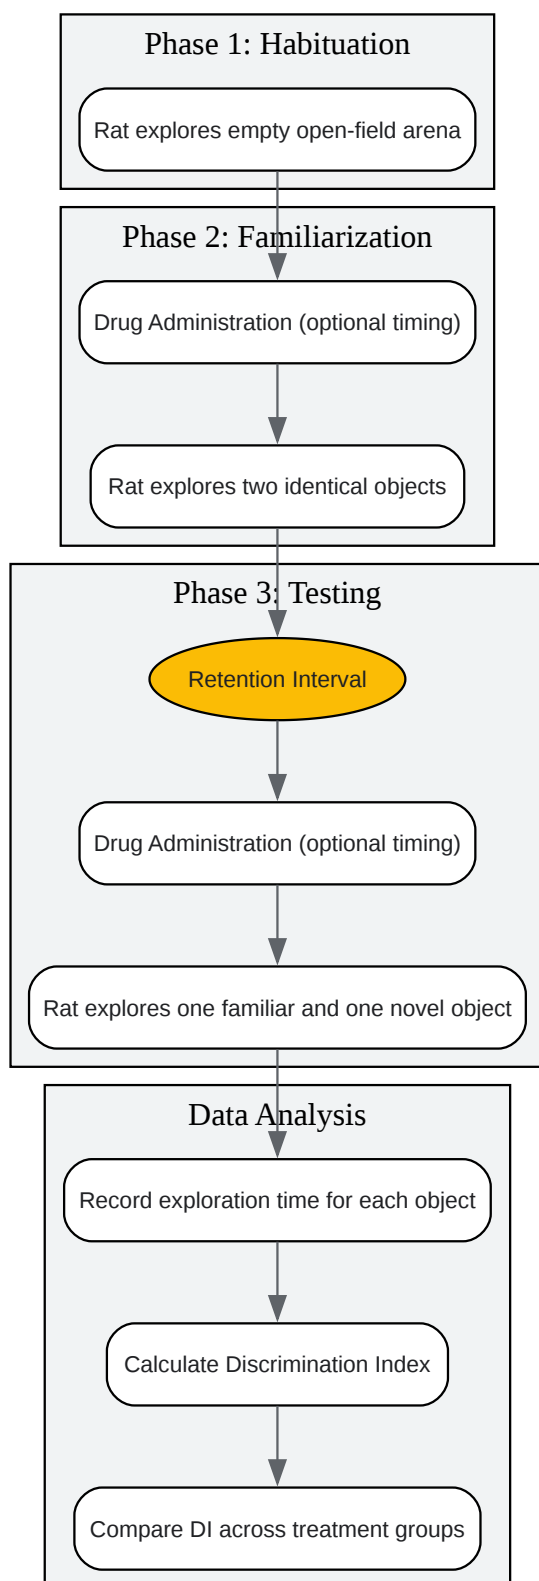 Phase 1: Habituation
Rat explores empty open-field arena
Phase 2: Familiarization
Drug Administration (optional timing)
Rat explores two identical objects
Phase 3: Testing
Retention Interval
Drug Administration (optional timing)
Rat explores one familiar and one novel object
Data Analysis
Record exploration time for each object
Calculate Discrimination Index
Compare DI across treatment groups